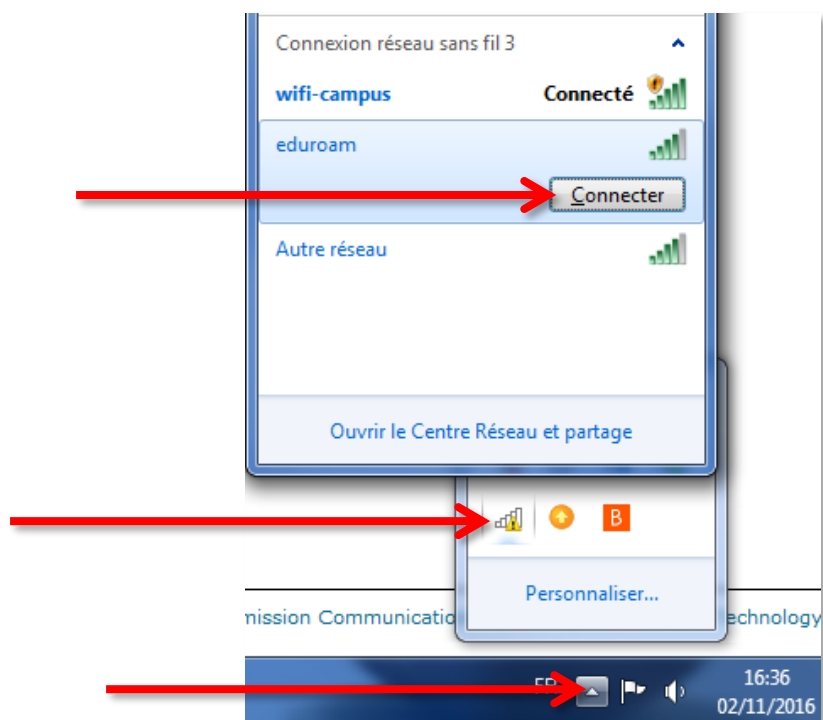 Connexion réseau sans fil 3
wifi-campus Connecté
eduroam
Connecter
Autre réseau
Ouvrir le Centre Réseau et partage
B
Personnaliser...
mission Communicatio echnology
FR 16:36
02/11/2016